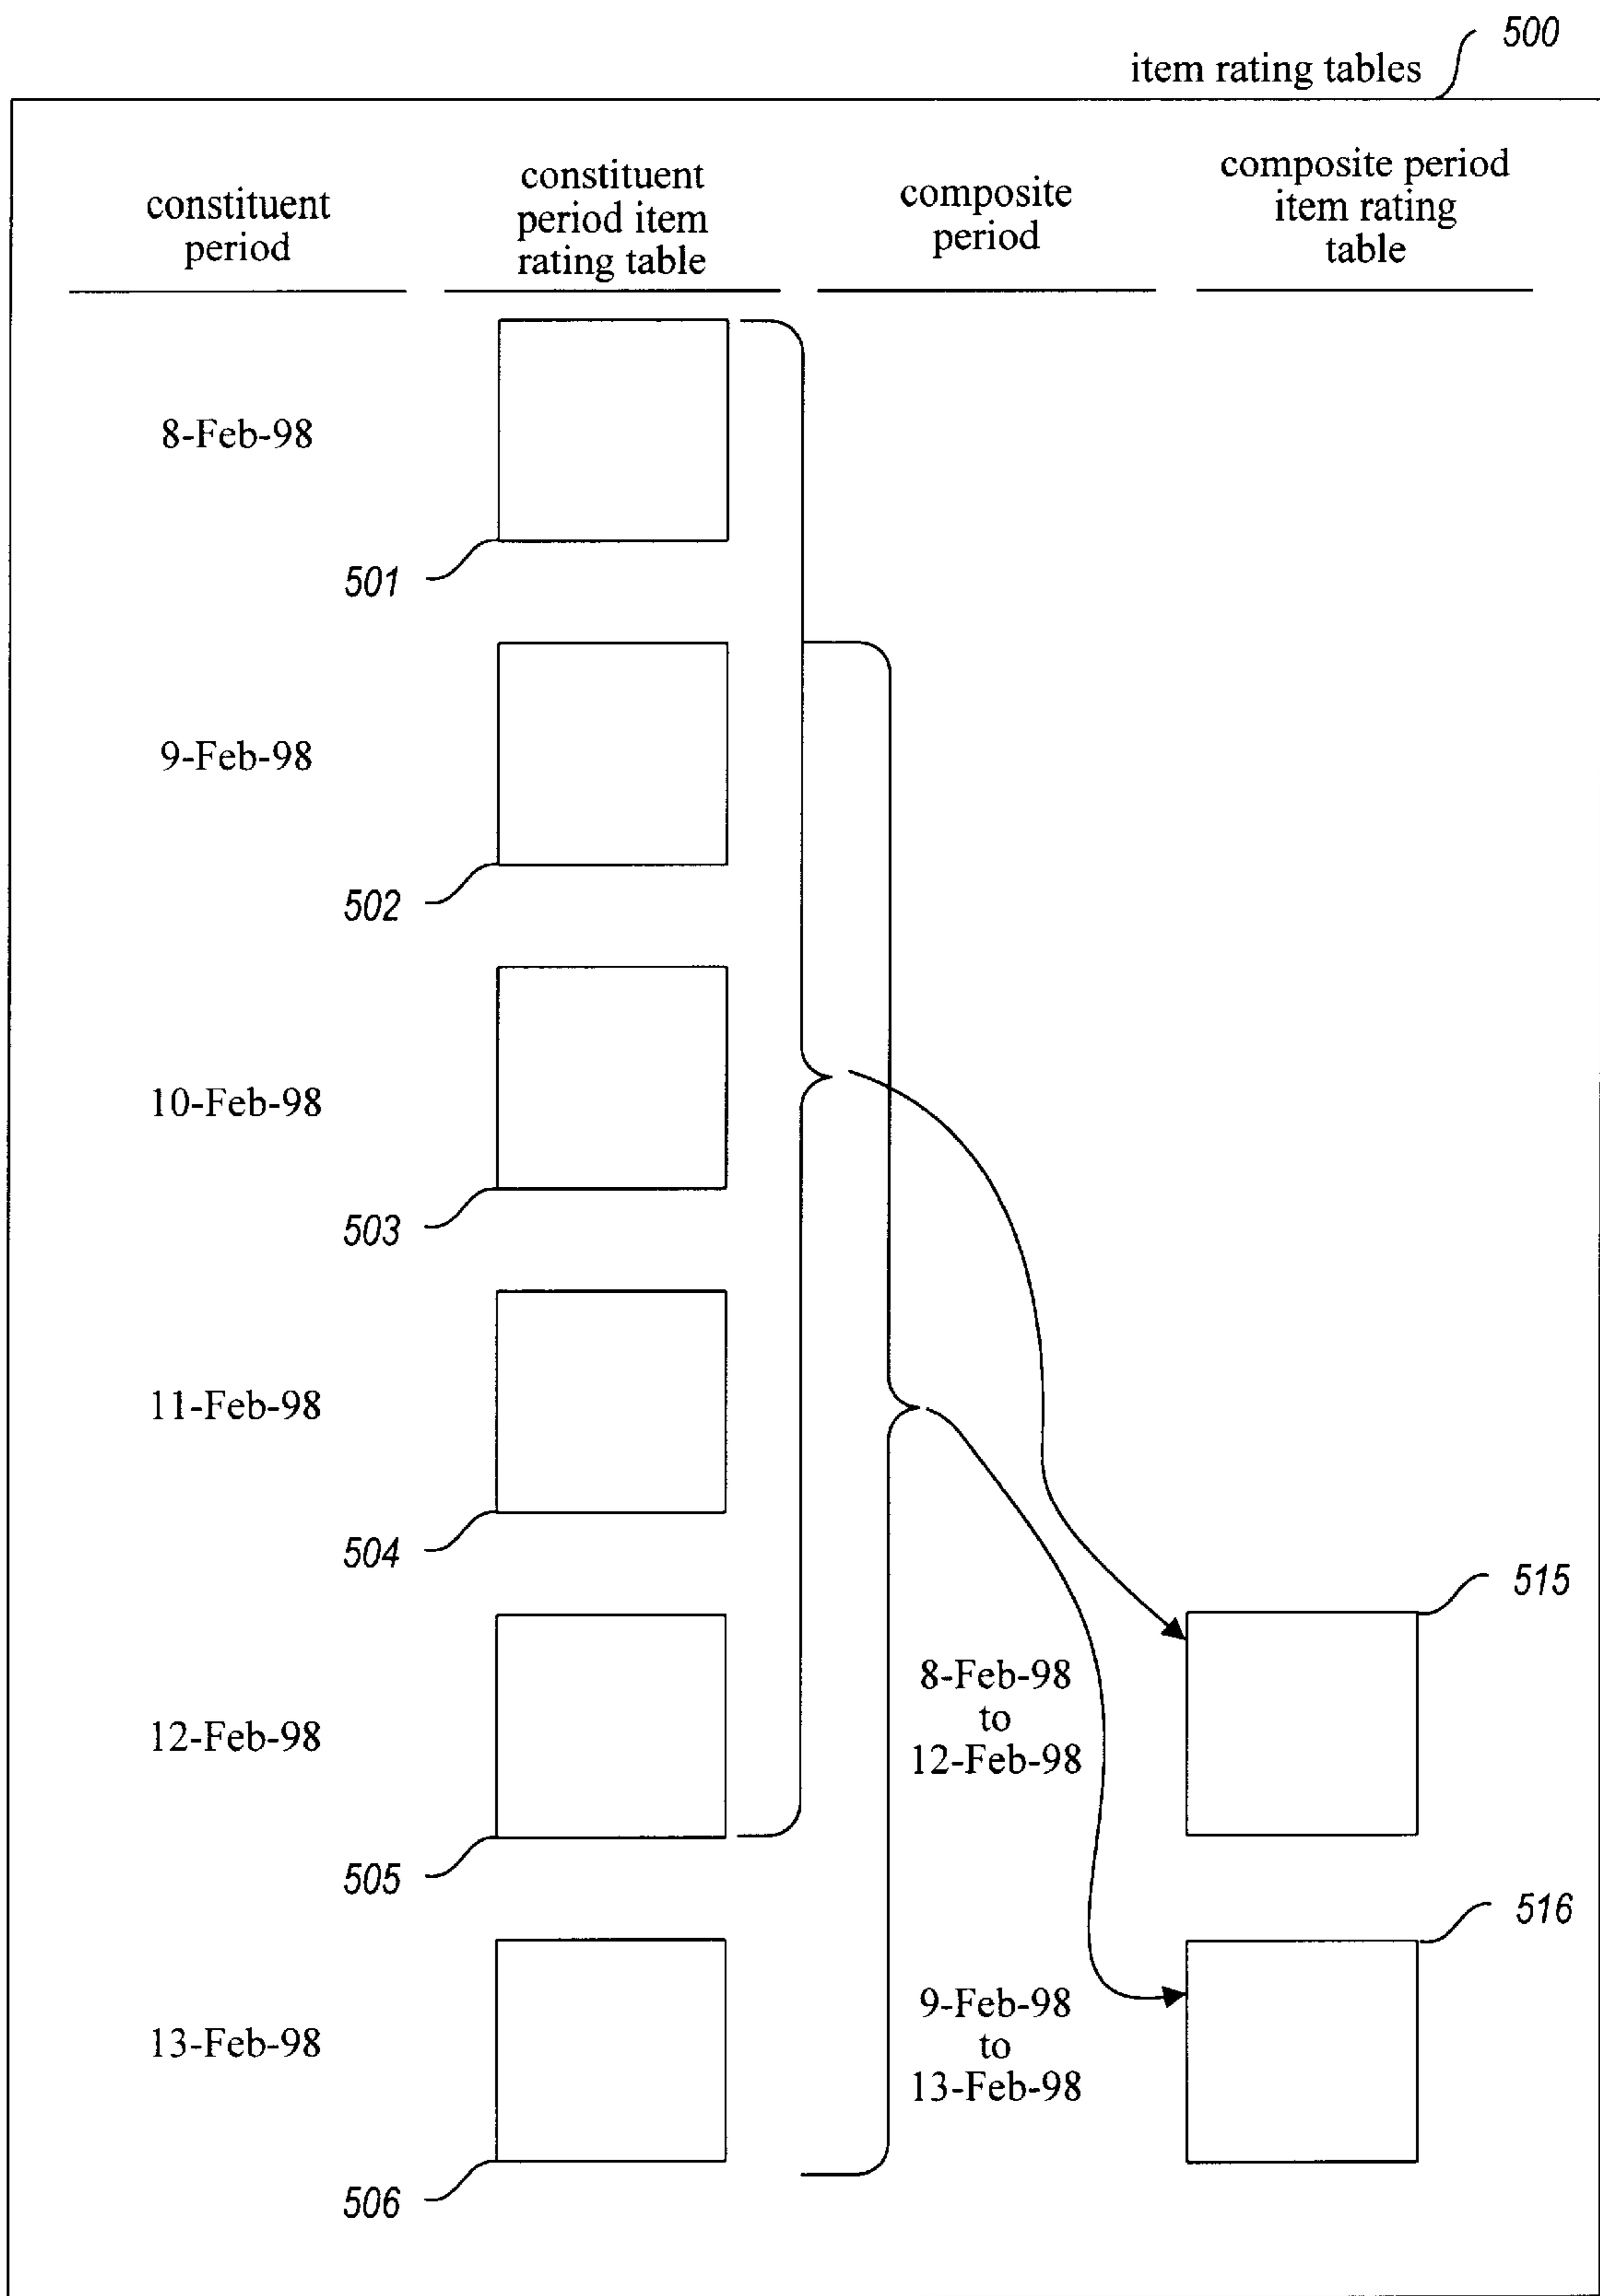 500
item rating tables
constituent
period
constituent
period item
rating table
composite
period
composite period
item rating
table
8-Feb-98
501
9-Feb-98
502
10-Feb-98
503
11-Feb-98
504
515
12-Feb-98
8-Feb-98
to
12-Feb-98
505
516
13-Feb-98
9-Feb-98
to
13-Feb-98
506